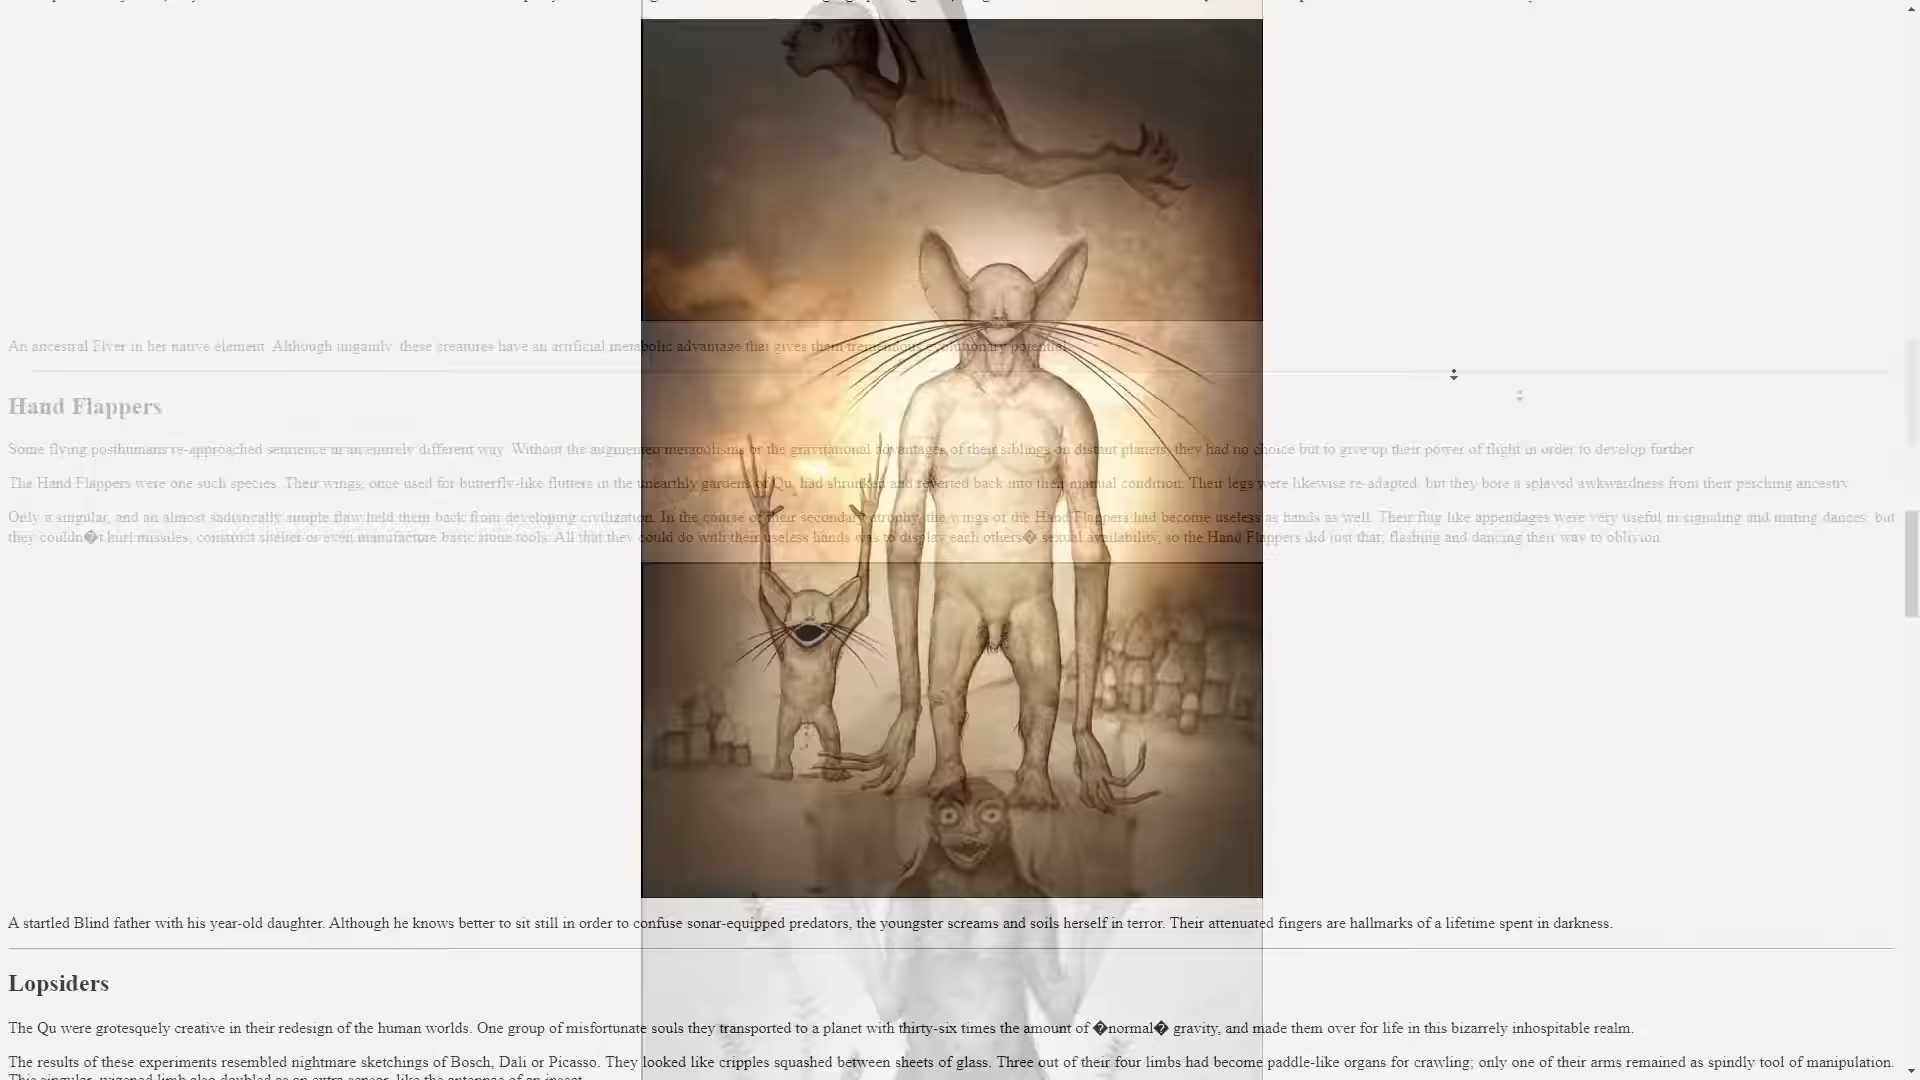 An ancestral Flyer in her native element. Although ungainly, these creatures have an artificial metabolic advantage that gives them tremendous evolutionary potential.
Hand Flappers
Some flying posthumans re-approached sentience in an entirely different way. Without the augmented metabolisms or the gravitational advantages of their siblings on distant planets, they had no choice but to give up their power of flight in order to develop further.
The Hand Flappers were one such species. Their wings, once used for butterfly-like flutters in the unearthly gardens of Qu, had shrunken and reverted back into their manual condition. Their legs were likewise re-adapted, but they bore a splayed awkwardness from their perching ancestry.
Only a singular, and an almost sadistically simple flaw held them back from developing civilization. In the course of their secondary atrophy, the wings of the Hand Flappers had become useless as hands as well. Their flag like appendages were very useful in signaling and mating dances, but
they couldn�t hurl missiles, construct shelter or even manufacture basic stone tools. All that they could do with their useless hands was to display each others� sexual availability, so the Hand Flappers did just that; flashing and dancing their way to oblivion.
A startled Blind father with his year-old daughter. Although he knows better to sit still in order to confuse sonar-equipped predators, the youngster screams and soils herself in terror. Their attenuated fingers are hallmarks of a lifetime spent in darkness.
Lopsiders
The Qu were grotesquely creative in their redesign of the human worlds. One group of misfortunate souls they transported to a planet with thirty-six times the amount of �normal� gravity, and made them over for life in this bizarrely inhospitable realm.
The results of these experiments resembled nightmare sketchings of Bosch, Dali or Picasso. They looked like cripples squashed between sheets of glass. Three out of their four limbs had become paddle-like organs for crawling; only one of their arms remained as spindly tool of manipulation.
This singular, wizened limb also doubled as an extra sensor, like the antennae of an insect.